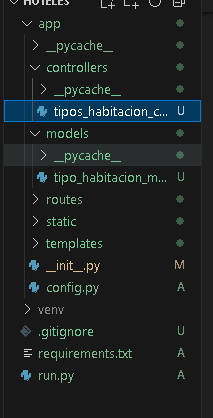 HOTELES
app
__pycache__
controllers
__pycache__
tipos_habitacion_c... U
models
__pycache__
tipo_habitacion_m... U
routes
static
templates
__init__.py M
config.py A
venv
.gitignore U
requirements.txt A
run.py A